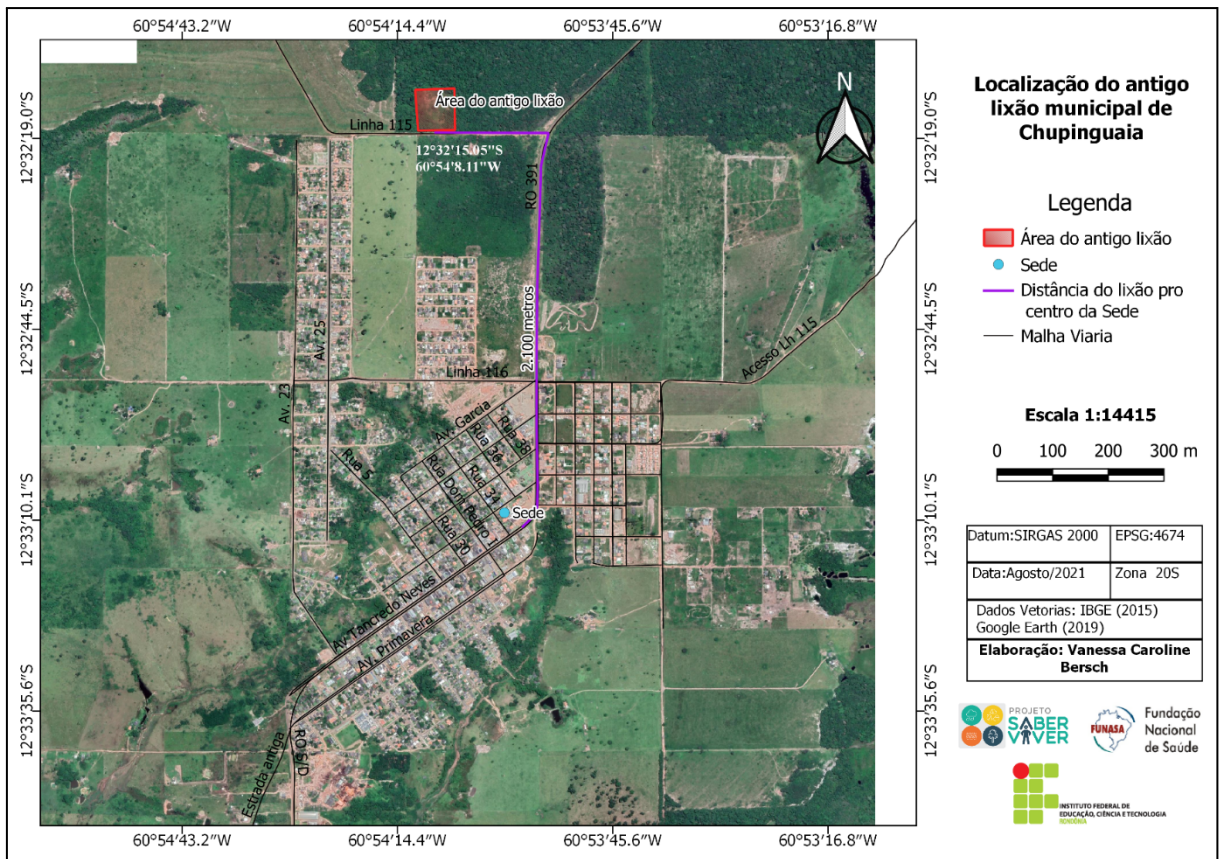 60°54'43.2"W 60°54'14.4"W 60°53'45.6"W 60°53'16.8"W
12°32'19.0"S
12°32'44.5"S
12°33'10.1"S
12°33'35.6"S
Área do antigo lixão
Linha 115
12°32'15.05"S
60°54'8.11"W
RO 391
2.100 metros
Av. 25
Av. 23
Linha 116
Acesso Lh 115
Av. Garcia
Rua 38
Rua 36
Rua 34
Rua Dom Pedro I
Rua 30
Rua 5
Sede
Av Tancredo Neves
Av. Primavera
Estrada antiga
N
12°32'19.0"S
12°32'44.5"S
12°33'10.1"S
12°33'35.6"S
60°54'43.2"W 60°54'14.4"W 60°53'45.6"W 60°53'16.8"W
Localização do antigo
lixão municipal de
Chupinguaia
Legenda
Área do antigo lixão
Sede
Distância do lixão pro
centro da Sede
Malha Viaria
Escala 1:14415
0 100 200 300 m
Datum:SIRGAS 2000 EPSG:4674
Data:Agosto/2021 Zona 20S
Dados Vetorias: IBGE (2015)
Google Earth (2019)
Elaboração: Vanessa Caroline
Bersch
PROJETO
SABER
VIVER
FUNASA
Fundação
Nacional
de Saúde
INSTITUTO FEDERAL DE
EDUCAÇÃO, CIÊNCIA E TECNOLOGIA
RONDÔNIA